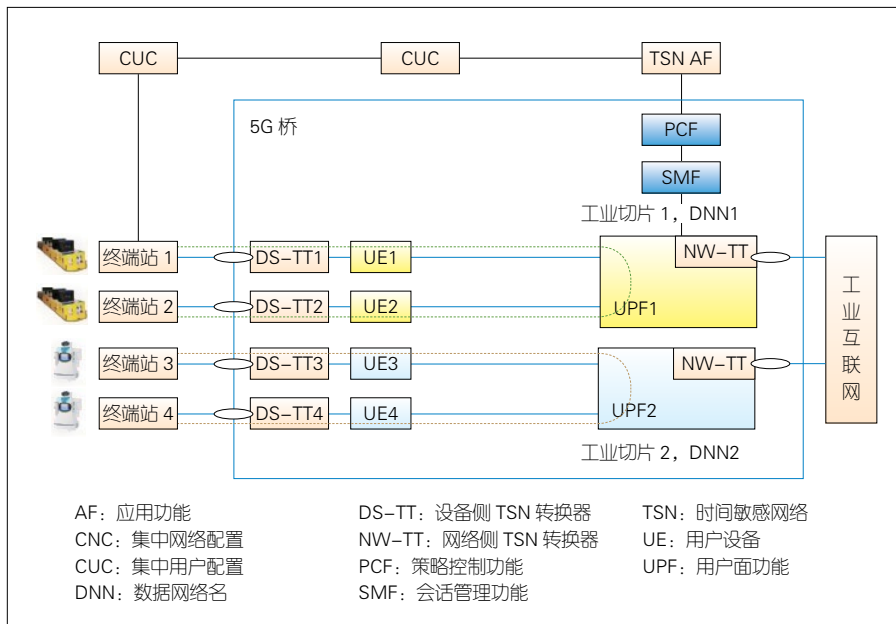 CUC CUC TSN AF
5G 桥
PCF
SMF
工业切片 1，DNN1
终端站 1 DS-TT1 UE1 NW-TT
终端站 2 DS-TT2 UE2 UPF1
终端站 3 DS-TT3 UE3 NW-TT
终端站 4 DS-TT4 UE4 UPF2
工业切片 2，DNN2
工业互联网
AF：应用功能 DS-TT：设备侧 TSN 转换器 TSN：时间敏感网络
CNC：集中网络配置 NW-TT：网络侧 TSN 转换器 UE：用户设备
CUC：集中用户配置 PCF：策略控制功能 UPF：用户面功能
DNN：数据网络名 SMF：会话管理功能